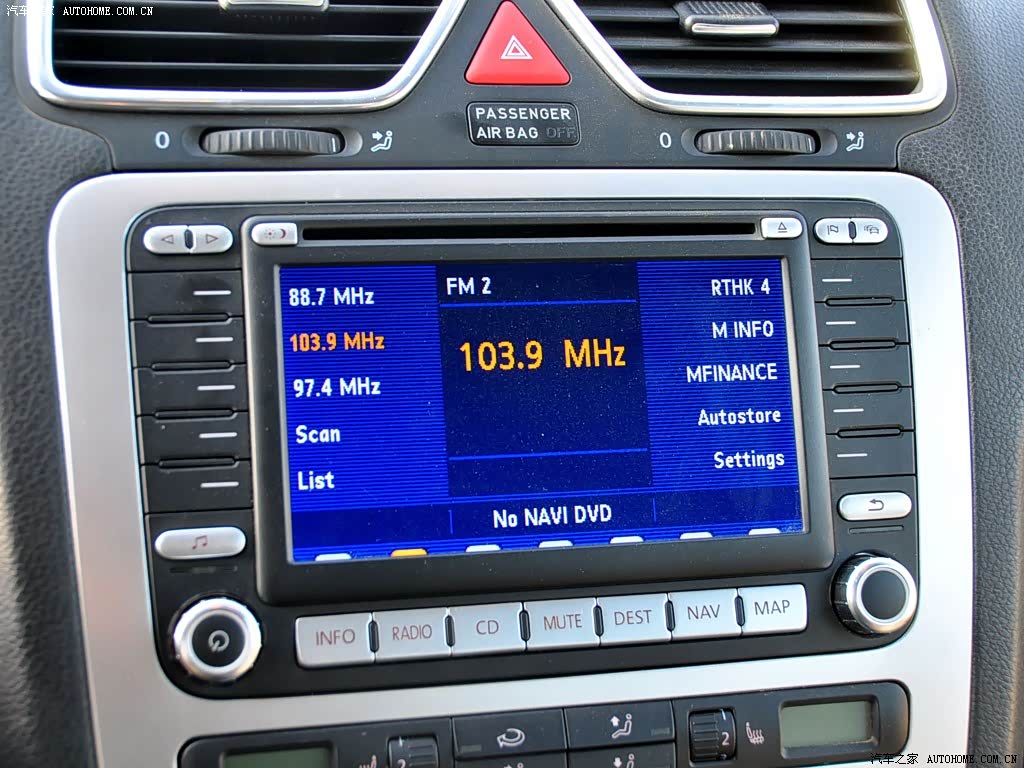 汽车之家 AUTOHOME.COM.CN
0
PASSENGER
AIR BAG OFF
0
88.7 MHz
103.9 MHz
97.4 MHz
Scan
List
FM 2
103.9 MHz
RTHK 4
M INFO
MFINANCE
Autostore
Settings
No NAVI DVD
INFO RADIO CD MUTE DEST NAV MAP
2
2
汽车之家 AUTOHOME.COM.CN